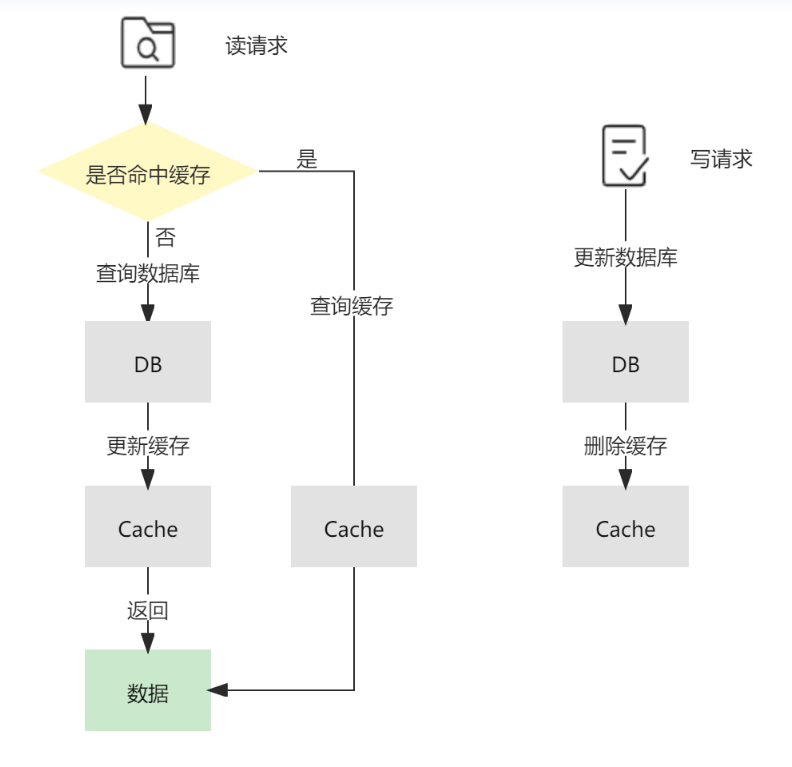 读请求
是否命中缓存
是
否
查询数据库
查询缓存
DB
更新缓存
Cache
Cache
返回
数据
写请求
更新数据库
DB
删除缓存
Cache